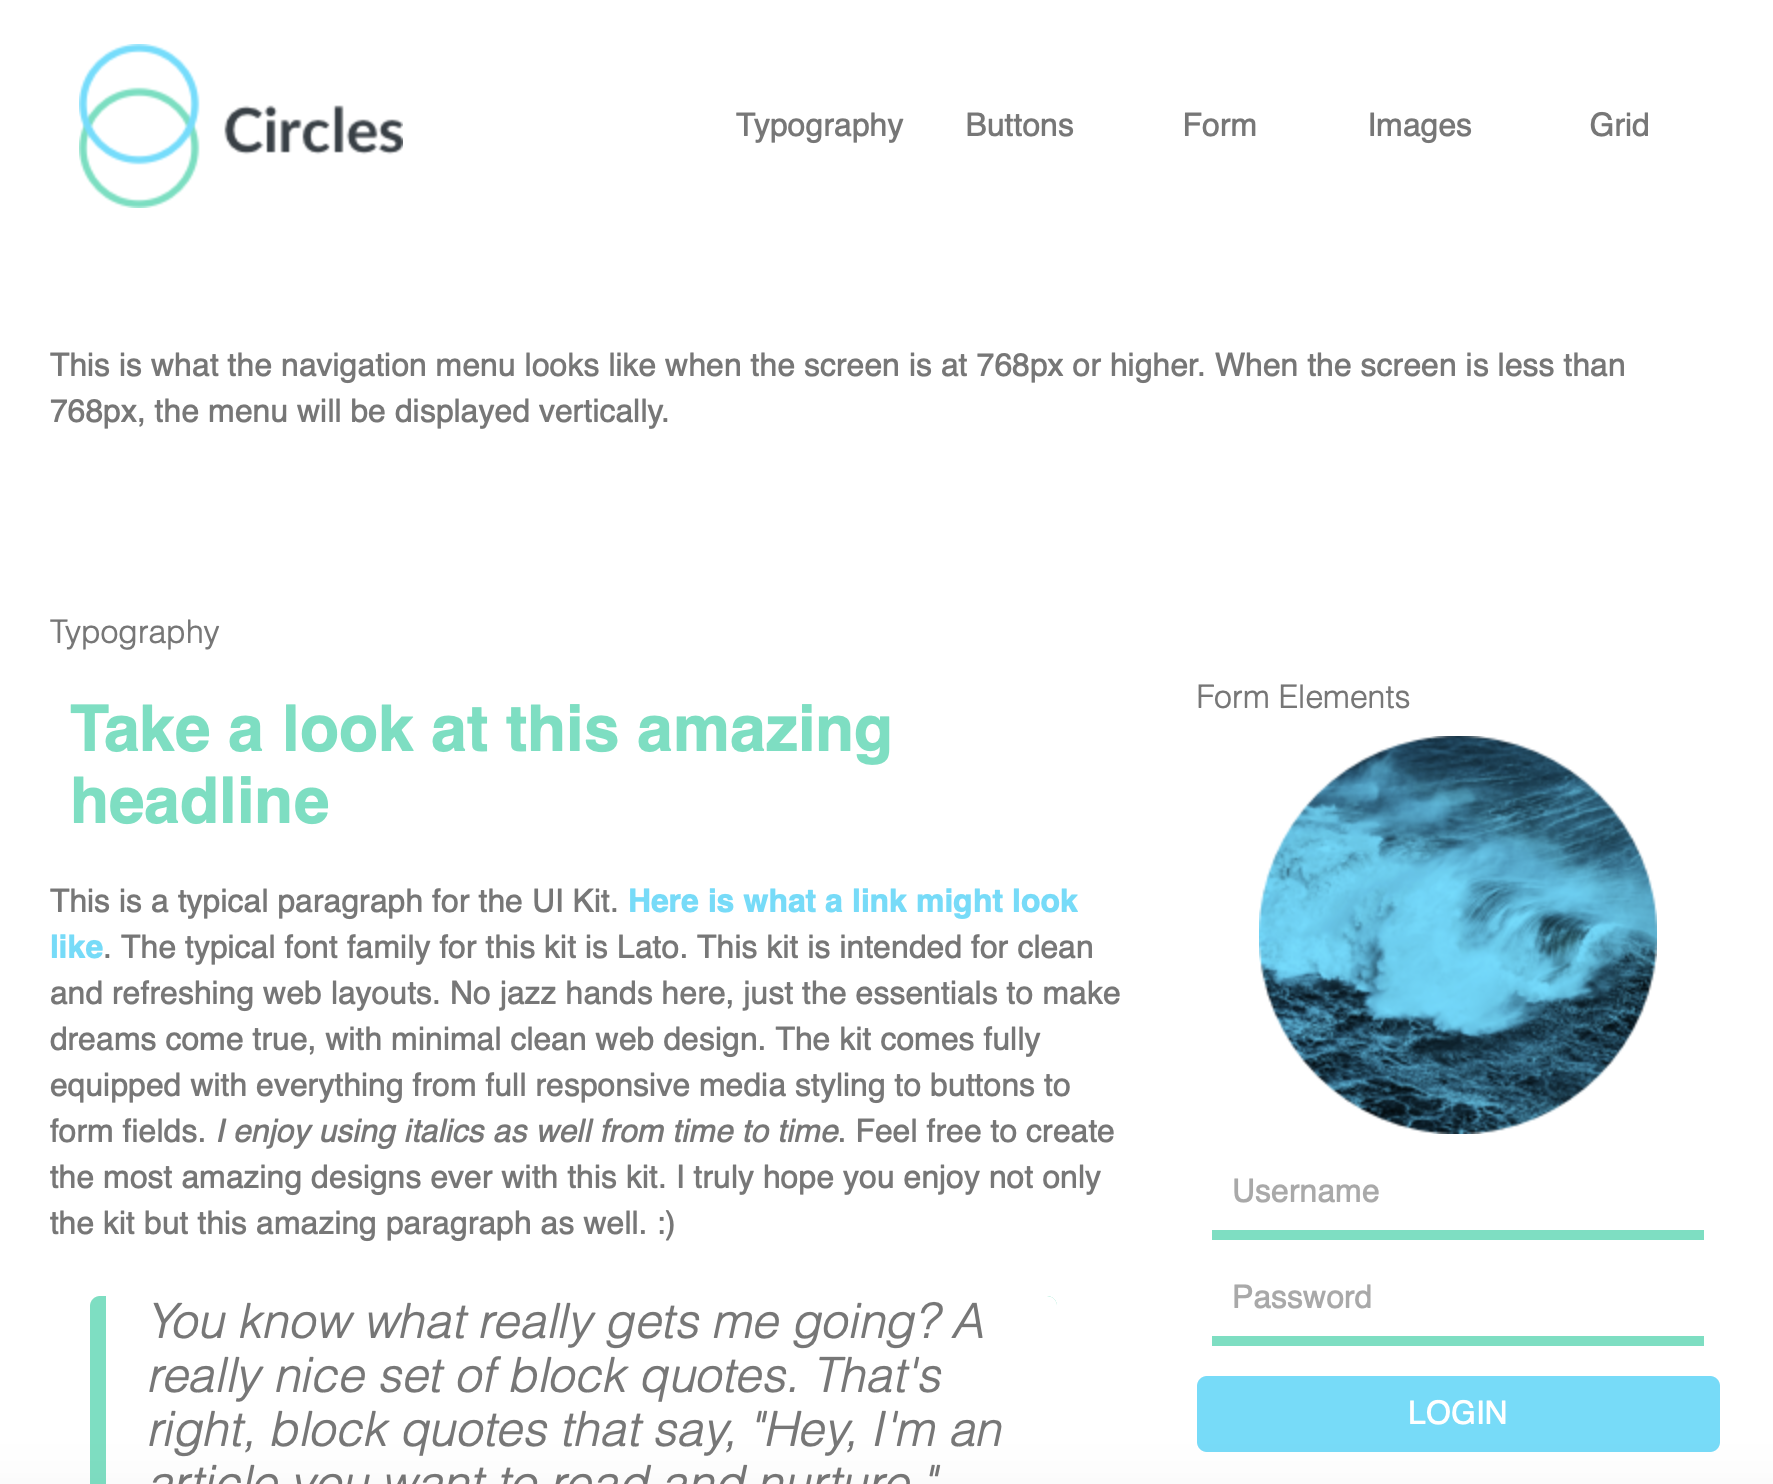 Circles
Typography Buttons Form Images Grid
This is what the navigation menu looks like when the screen is at 768px or higher. When the screen is less than
768px, the menu will be displayed vertically.
Typography
Take a look at this amazing
headline
This is a typical paragraph for the UI Kit. Here is what a link might look
like. The typical font family for this kit is Lato. This kit is intended for clean
and refreshing web layouts. No jazz hands here, just the essentials to make
dreams come true, with minimal clean web design. The kit comes fully
equipped with everything from full responsive media styling to buttons to
form fields. I enjoy using italics as well from time to time. Feel free to create
the most amazing designs ever with this kit. I truly hope you enjoy not only
the kit but this amazing paragraph as well. :)
You know what really gets me going? A
really nice set of block quotes. That's
right, block quotes that say, "Hey, I'm an
article you want to read and nurture."
Form Elements
Username
Password
LOGIN